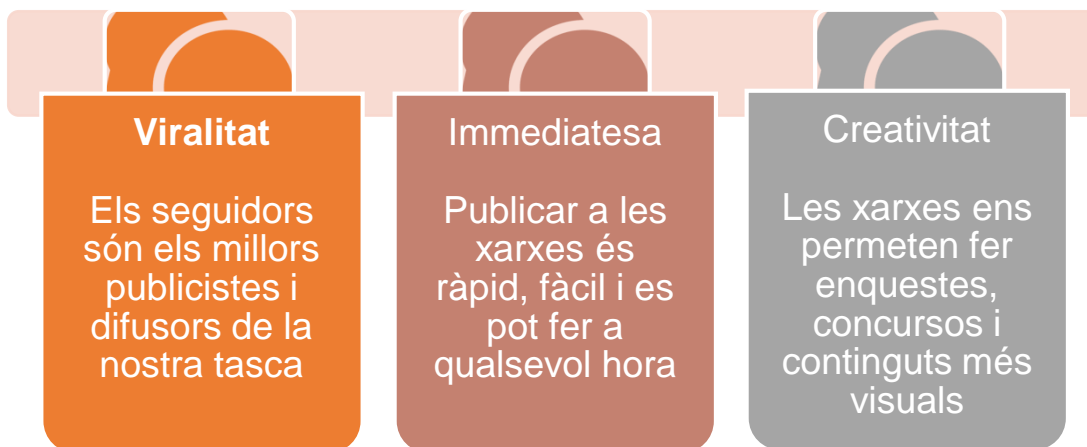 Viralitat
Els seguidors
són els millors
publicistes i
difusors de la
nostra tasca
Immediatesa
Publicar a les
xarxes és
ràpid, fàcil i es
pot fer a
qualsevol hora
Creativitat
Les xarxes ens
permeten fer
enquestes,
concursos i
continguts més
visuals